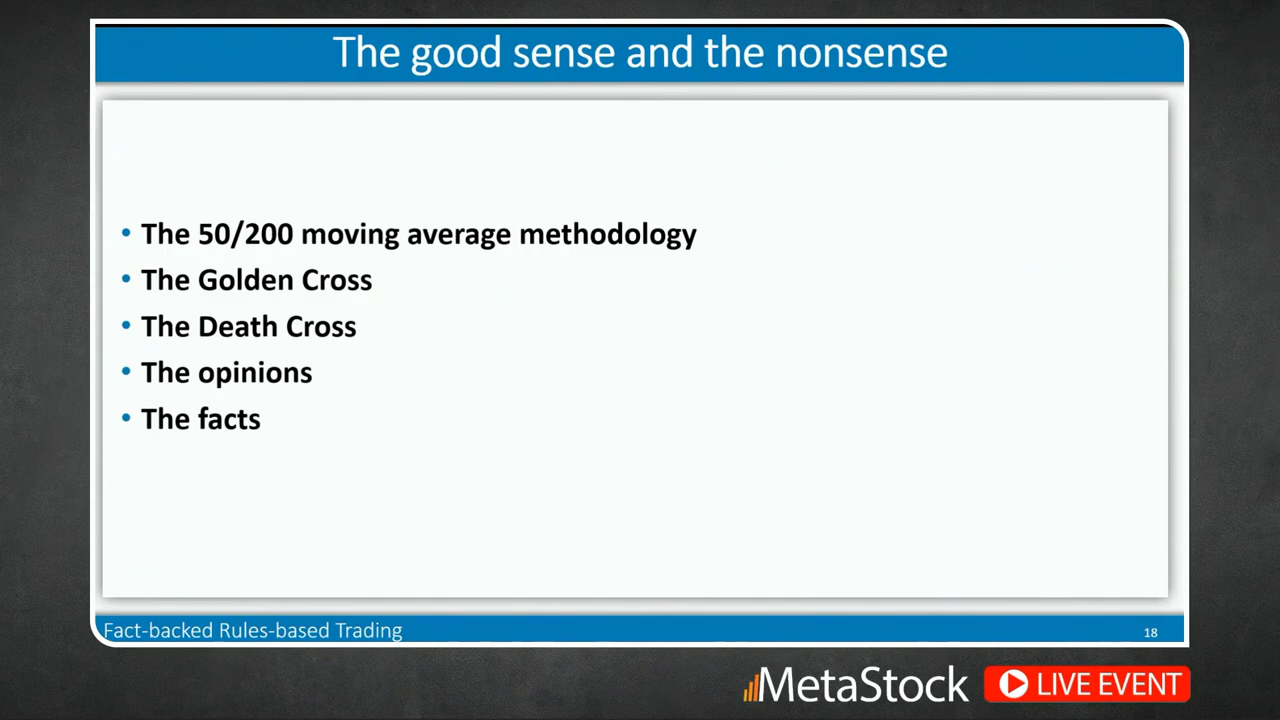 The good sense and the nonsense
• The 50/200 moving average methodology
• The Golden Cross
• The Death Cross
• The opinions
• The facts
Fact-backed Rules-based Trading
18
MetaStock
LIVE EVENT